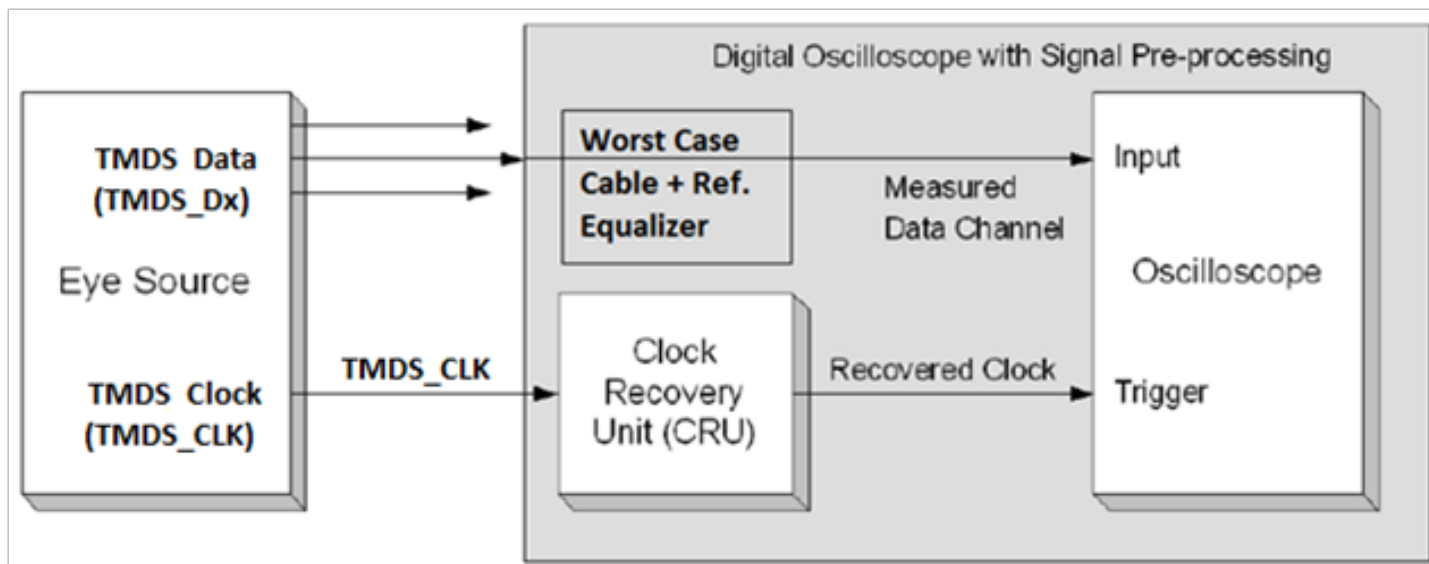 Digital Oscilloscope with Signal Pre-processing
TMDS Data
(TMDS_Dx)
Eye Source
TMDS Clock
(TMDS_CLK)
TMDS_CLK
Worst Case
Cable + Ref.
Equalizer
Measured
Data Channel
Clock
Recovery
Unit (CRU)
Recovered Clock
Input
Oscilloscope
Trigger